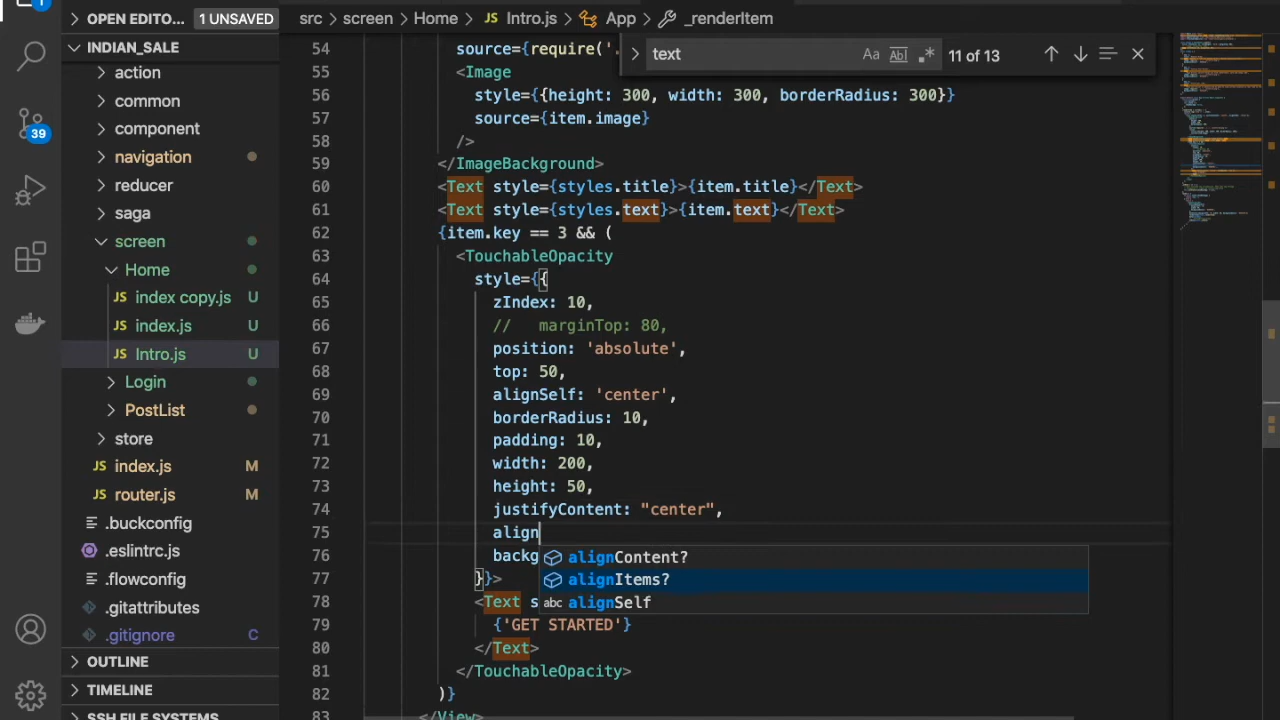 OPEN EDITO... 1 UNSAVED
INDIAN_SALE
action
common
component
navigation
reducer
saga
screen
Home
JS index copy.js U
JS index.js U
JS Intro.js U
Login
PostList
store
JS index.js M
JS router.js M
.buckconfig
.eslintrc.js
.flowconfig
.gitattributes
.gitignore C
OUTLINE
TIMELINE
SSH FILE SYSTEMS
1
39
src > screen > Home > JS Intro.js > App > _renderItem
text Aa Abl 11 of 13
54 source={require('.
55 <Image
56 style={{height: 300, width: 300, borderRadius: 300}}
57 source={item.image}
58 />
59 </ImageBackground>
60 <Text style={styles.title}>{item.title}</Text>
61 <Text style={styles.text}>{item.text}</Text>
62 {item.key == 3 && (
63 <TouchableOpacity
64 style={{
65 zIndex: 10,
66 // marginTop: 80,
67 position: 'absolute',
68 top: 50,
69 alignSelf: 'center',
70 borderRadius: 10,
71 padding: 10,
72 width: 200,
73 height: 50,
74 justifyContent: "center",
75 align
76 backg
77 }}>
78 <Text s
79 {'GET STARTED'}
80 </Text>
81 </TouchableOpacity>
82 )}
83 </View>
alignContent?
alignItems?
abc alignSelf